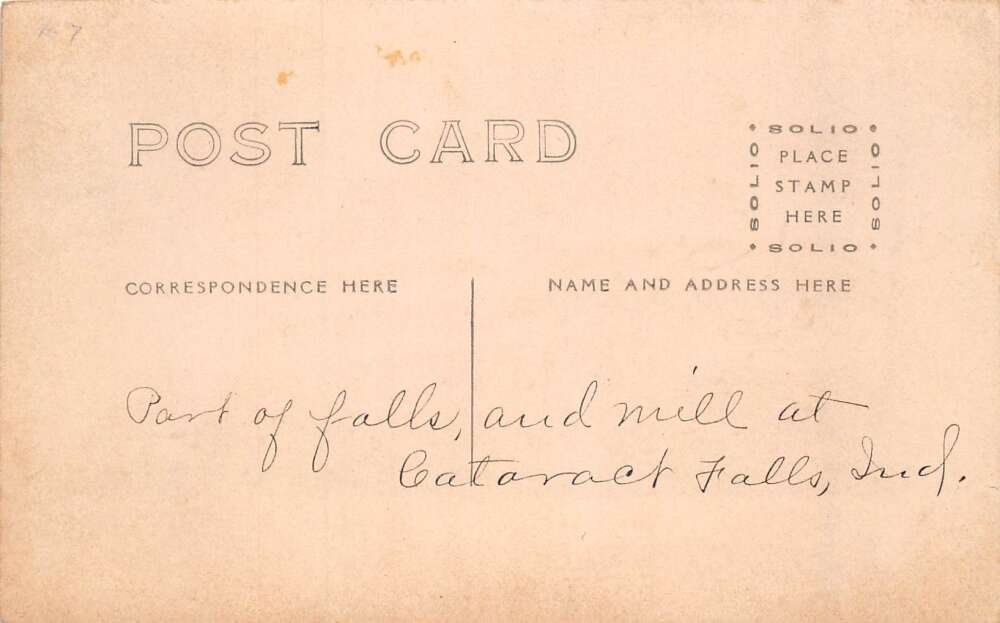 POST CARD
SOLIO
SOLIO
PLACE
STAMP
HERE
SOLIO
SOLIO
CORRESPONDENCE HERE
NAME AND ADDRESS HERE
Part of falls, and mill at
Cataract Falls, Ind.